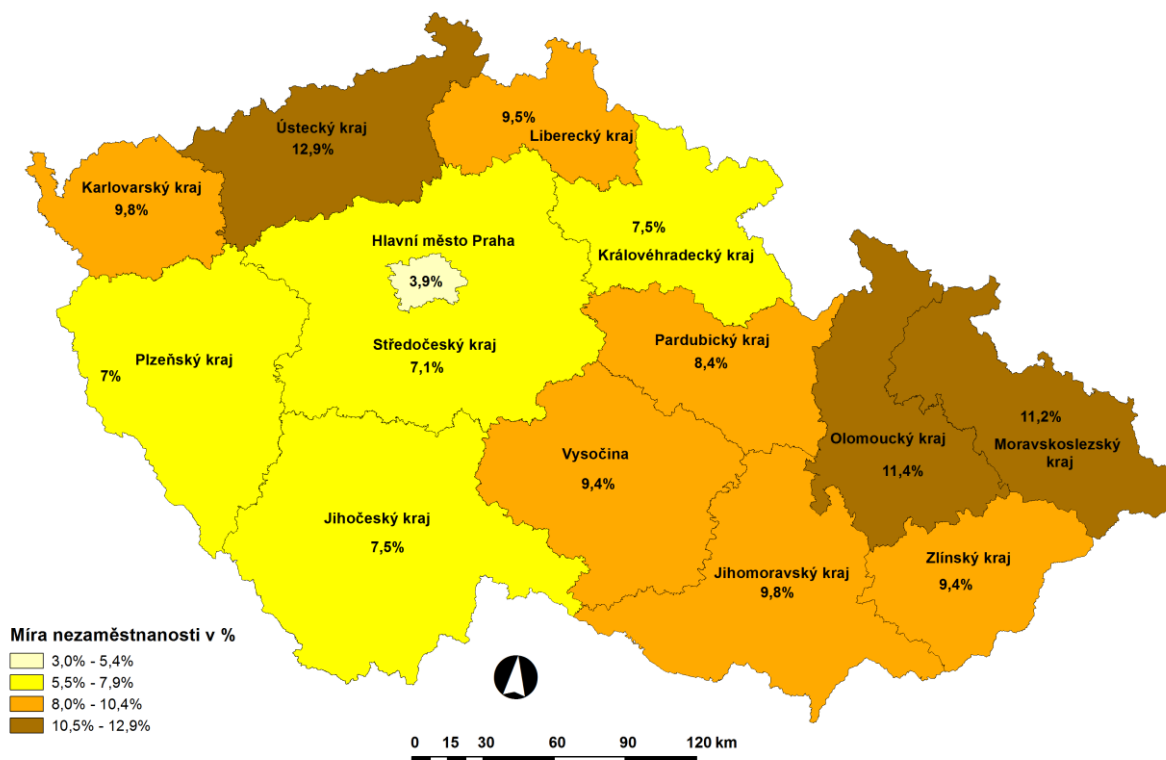 Ústecký kraj
12,9%
9,5%
Liberecký kraj
Karlovarský kraj
9,8%
Hlavní město Praha
3,9%
7,5%
Královéhradecký kraj
Plzeňský kraj
7%
Středočeský kraj
7,1%
Pardubický kraj
8,4%
11,2%
Moravskoslezský
kraj
Olomoucký kraj
11,4%
Vysočina
9,4%
Jihočeský kraj
7,5%
Jihomoravský kraj
9,8%
Zlínský kraj
9,4%
Míra nezaměstnanosti v %
3,0% - 5,4%
5,5% - 7,9%
8,0% - 10,4%
10,5% - 12,9%
0 15 30 60 90 120 km